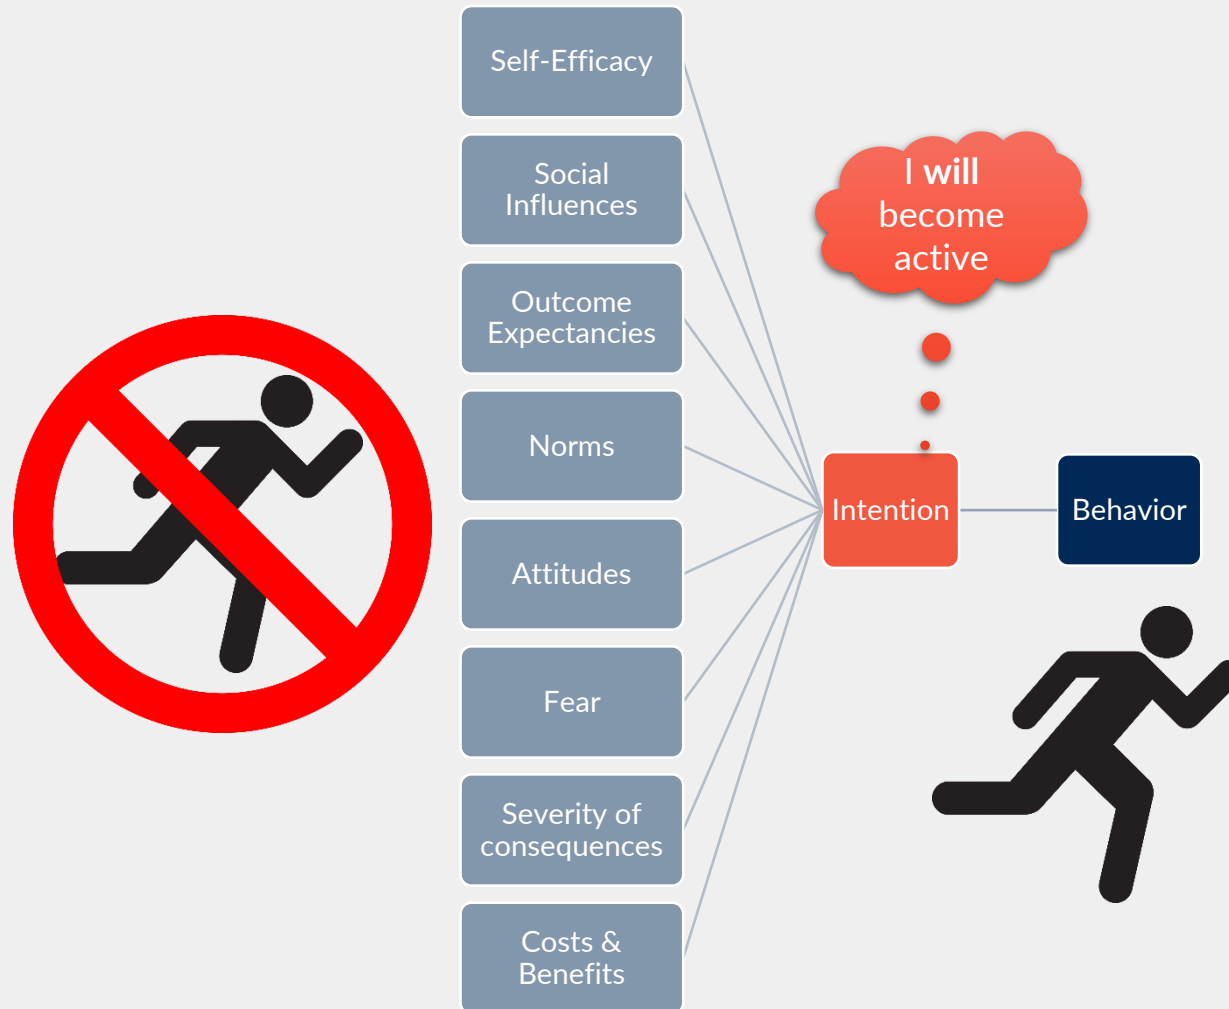 Self-Efficacy
Social
Influences
Outcome
Expectancies
Norms
Attitudes
Fear
Severity of
consequences
Costs &
Benefits
I will
become
active
Intention
Behavior